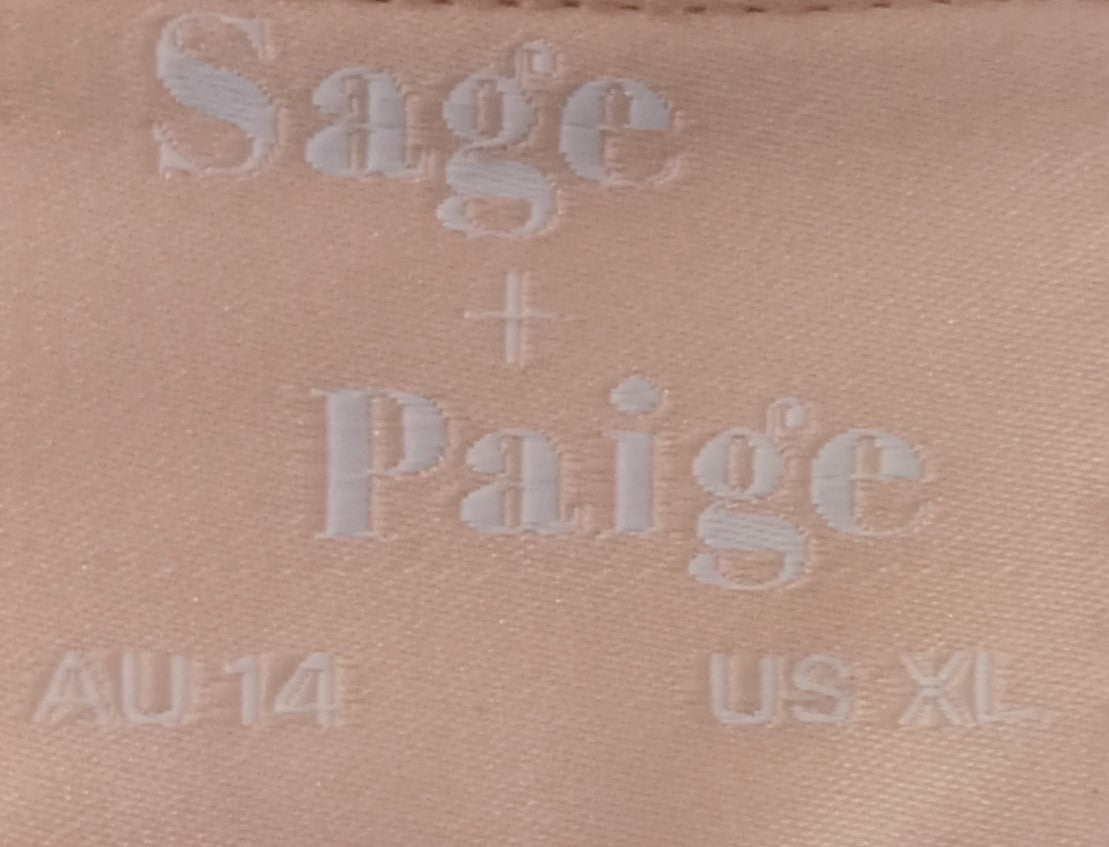 Sage
+
Paige
AU 14 US XL